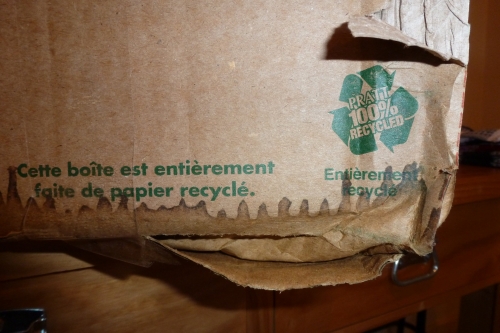 PRATT
100%
RECYCLED
Cette boîte est entièrement
faite de papier recyclé.
Entièrement
recyclé